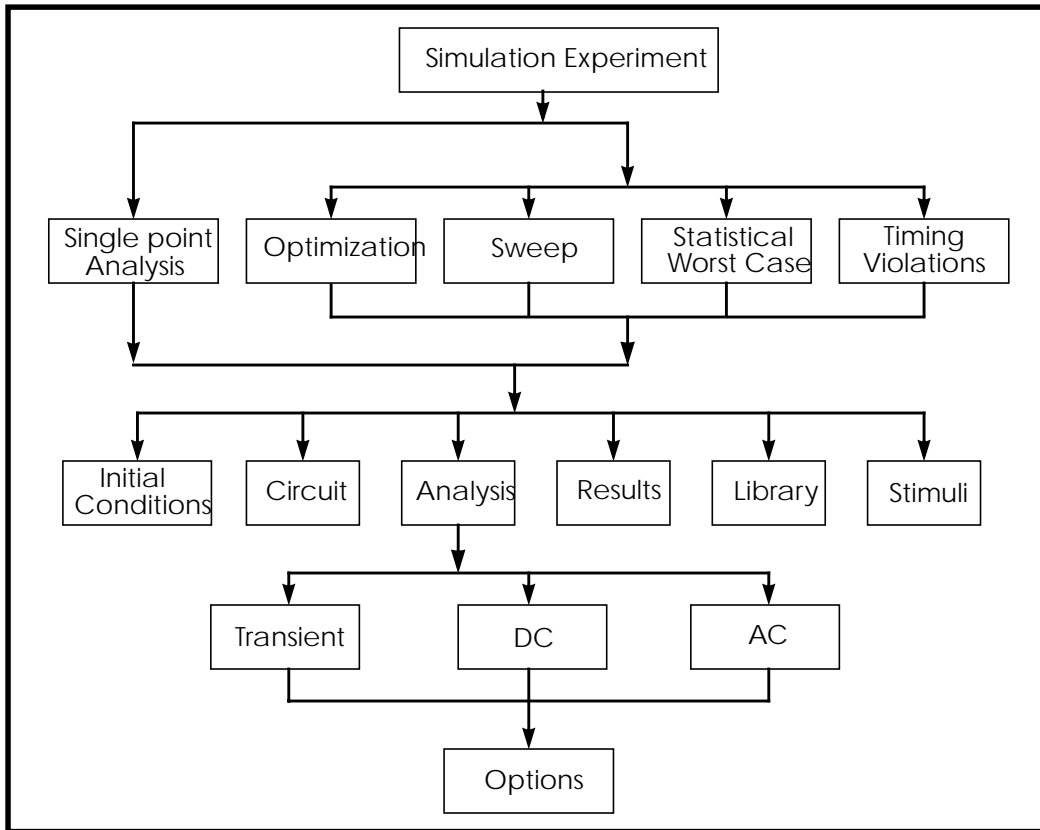 Simulation Experiment
Single point
Analysis
Optimization
Sweep
Statistical
Worst Case
Timing
Violations
Initial
Conditions
Circuit
Analysis
Results
Library
Stimuli
Transient
DC
AC
Options